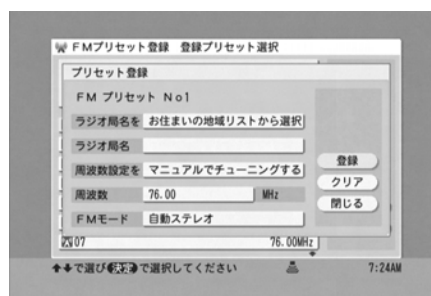 FMプリセット登録 登録プリセット選択
プリセット登録
FM プリセット No1
ラジオ局名を お住まいの地域リストから選択
ラジオ局名
周波数設定を マニュアルでチューニングする
周波数 76.00 MHz
FMモード 自動ステレオ
登録
クリア
閉じる
07 76.00MHz
で選び決定で選択してください 7:24AM